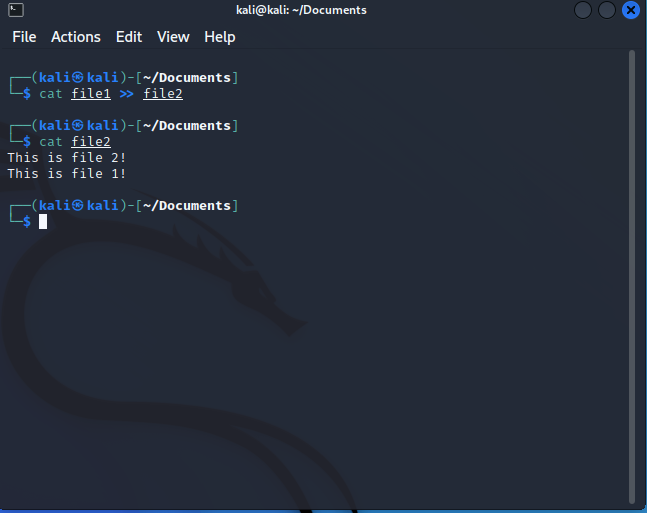 kali@kali: ~/Documents
File Actions Edit View Help
┌──(kali㉿kali)-[~/Documents]
└─$ cat file1 >> file2
┌──(kali㉿kali)-[~/Documents]
└─$ cat file2
This is file 2!
This is file 1!
┌──(kali㉿kali)-[~/Documents]
└─$